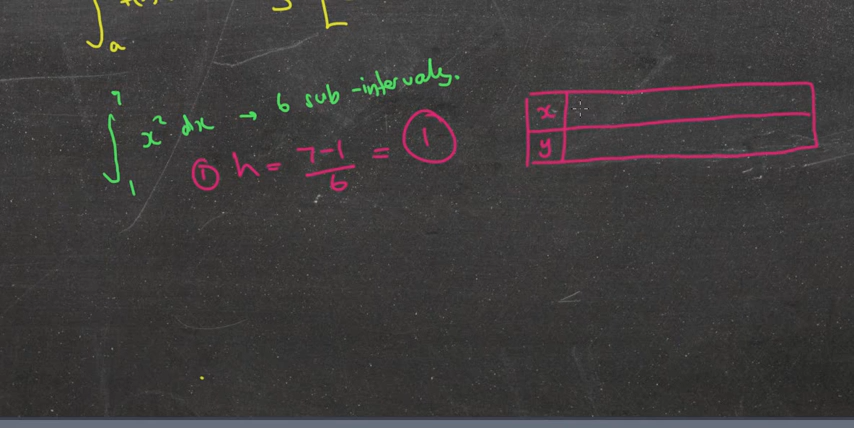 ∫ a
∫₁⁷ x² dx → 6 sub-intervals.
① h = 7-1/6 = 1
x
y